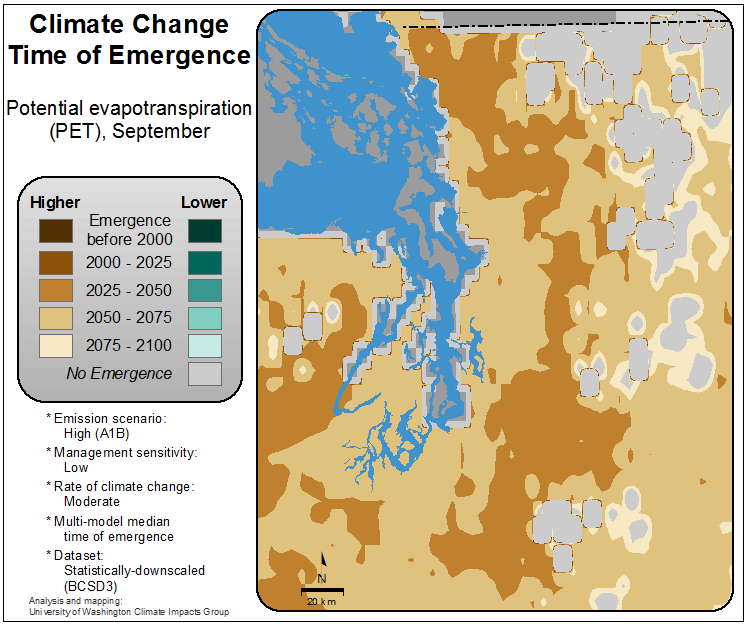 Climate Change
Time of Emergence
Potential evapotranspiration
(PET), September
Higher Lower
Emergence
before 2000
2000 - 2025
2025 - 2050
2050 - 2075
2075 - 2100
No Emergence
* Emission scenario:
High (A1B)
* Management sensitivity:
Low
* Rate of climate change:
Moderate
* Multi-model median
time of emergence
* Dataset:
Statistically-downscaled
(BCSD3)
Analysis and mapping:
University of Washington Climate Impacts Group
N
20 km